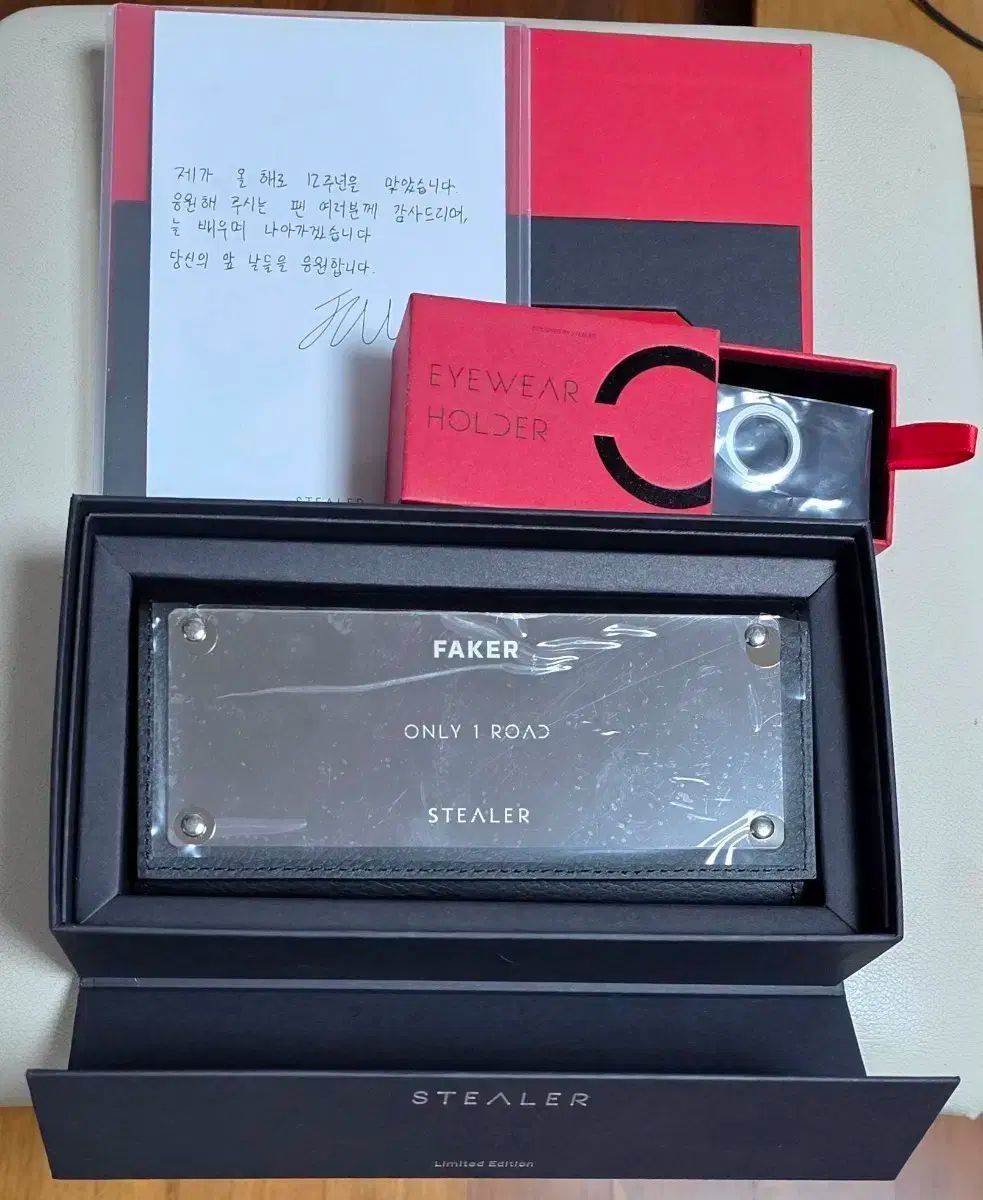 제가 올 해로 12주년을 맞았습니다.
응원해 주시는 팬 여러분께 감사드리며,
늘 배우며 나아가겠습니다
당신의 앞 날들을 응원합니다.
STEALER
DESIGNED BY STEALER
EYEWEAR
HOLDER
FAKER
ONLY 1 ROAD
STEALER
STEALER
Limited Edition